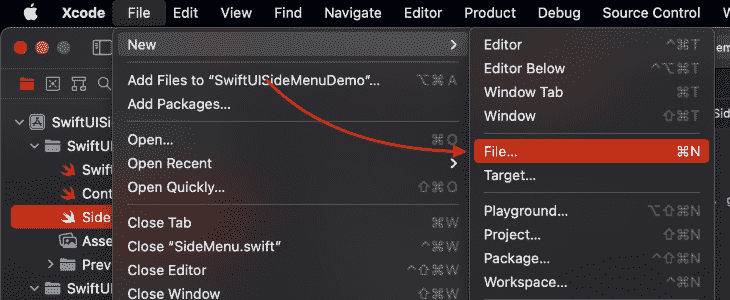 Xcode File Edit View Find Navigate Editor Product Debug Source Control
New
Add Files to “SwiftUISideMenuDemo”... ⌥⌘A
Add Packages...
Open... ⌘O
Open Recent
Open Quickly... ⇧⌘O
Close Tab ⌘W
Close “SideMenu.swift” ^⌘W
Close Editor ^⇧⌘W
Close Window ⇧⌘W
Editor ^⌘T
Editor Below ^⌥⌘T
Window Tab ⌘T
Window ⇧⌘T
File... ⌘N
Target...
Playground... ⌥⇧⌘N
Project... ⇧⌘N
Package... ^⇧⌘N
Workspace... ^⌘N
SwiftUISi
SwiftUI
Swift
Cont
Side
Asse
Prev
SwiftUI